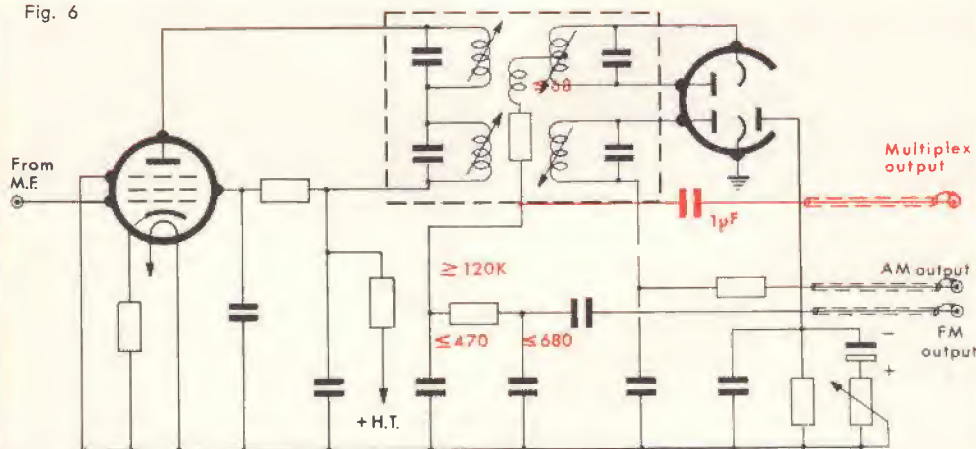 Fig. 6
≤68
From
M.F.
Multiplex
output
1µF
≥ 120K
AM output
≤470
≤680
FM
output
−
+
+ H.T.